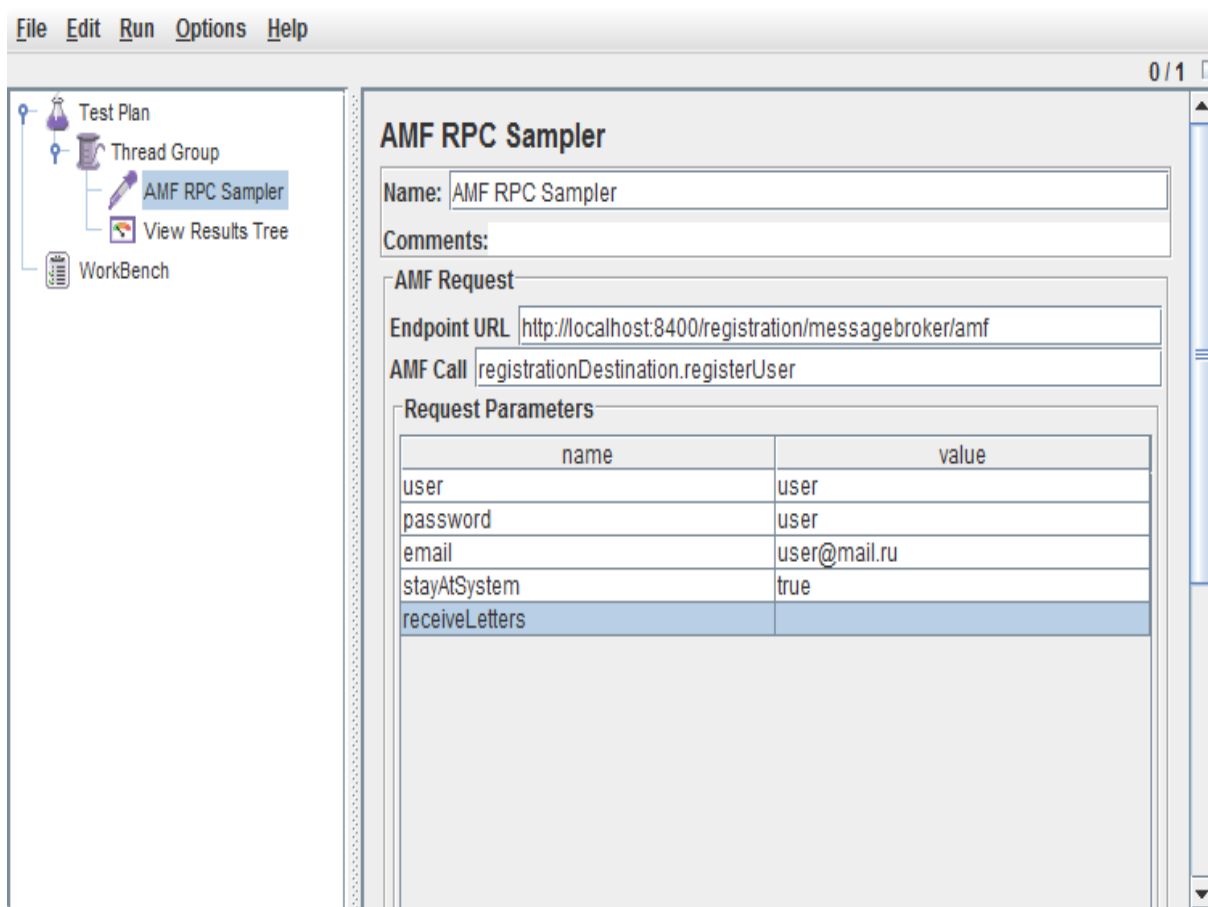 File Edit Run Options Help
0 / 1
Test Plan
Thread Group
AMF RPC Sampler
View Results Tree
WorkBench
AMF RPC Sampler
Name: AMF RPC Sampler
Comments:
AMF Request
Endpoint URL http://localhost:8400/registration/messagebroker/amf
AMF Call registrationDestination.registerUser
Request Parameters
name value
user user
password user
email user@mail.ru
stayAtSystem true
receiveLetters